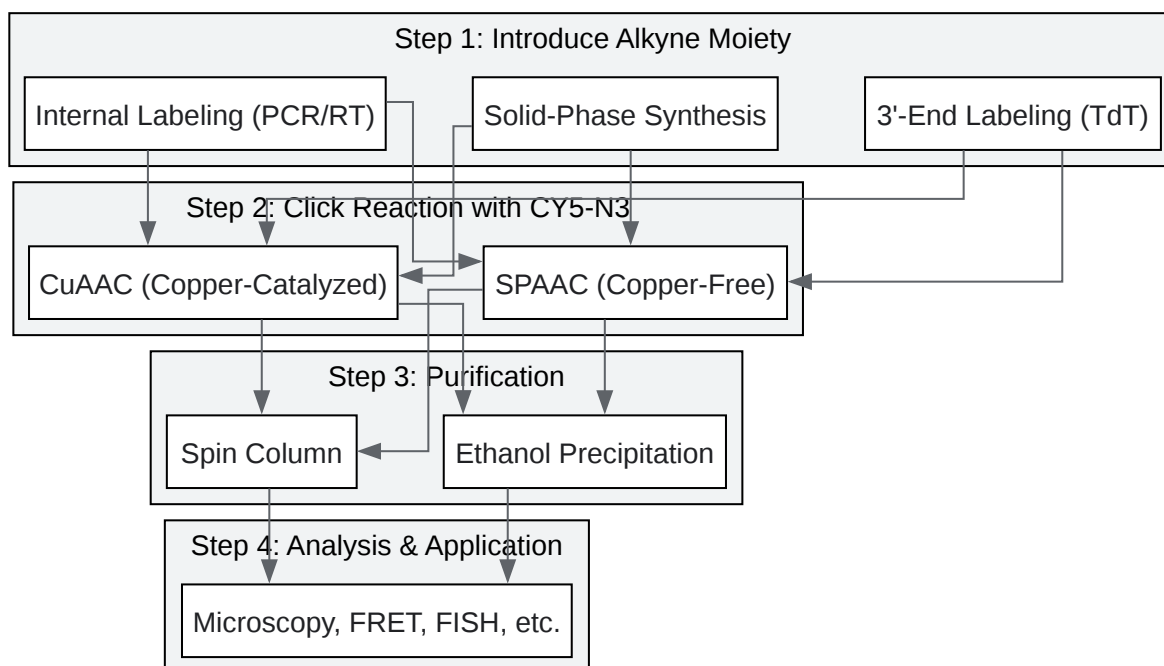 Step 1: Introduce Alkyne Moiety
Internal Labeling (PCR/RT)
Solid-Phase Synthesis
3'-End Labeling (TdT)
Step 2: Click Reaction with CY5-N3
CuAAC (Copper-Catalyzed)
SPAAC (Copper-Free)
Step 3: Purification
Spin Column
Ethanol Precipitation
Step 4: Analysis & Application
Microscopy, FRET, FISH, etc.